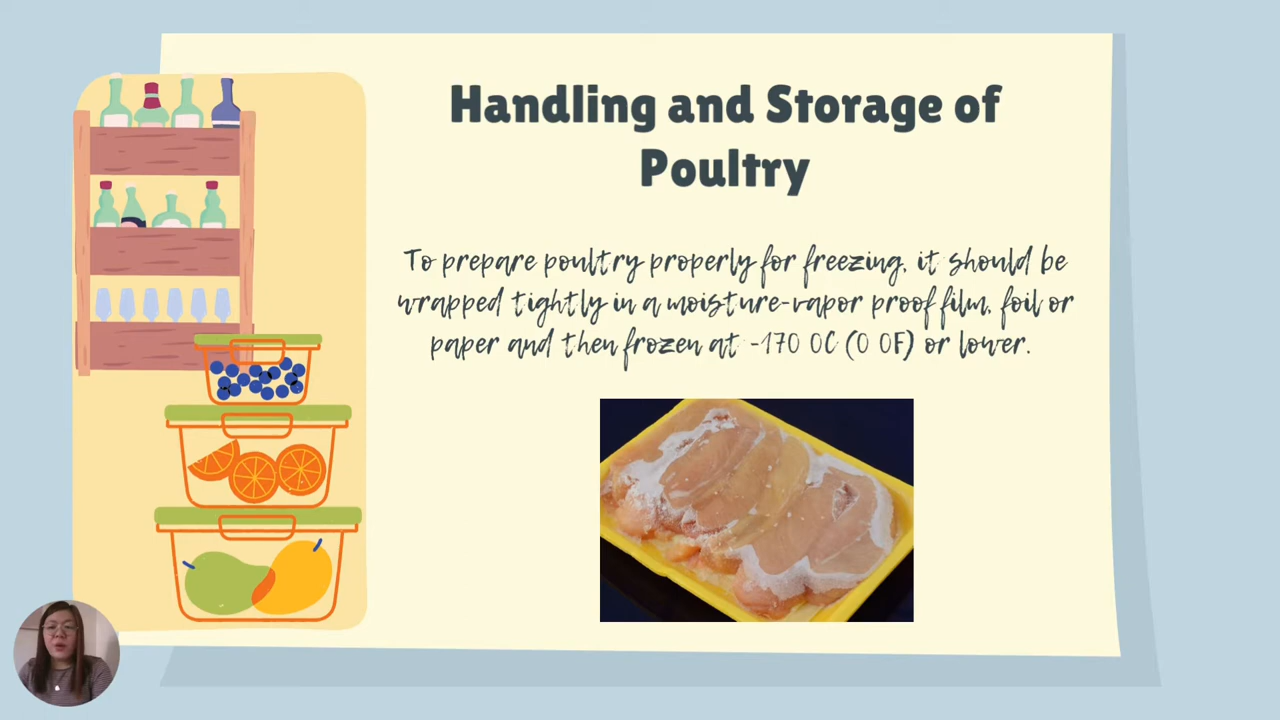 Handling and Storage of
Poultry
To prepare poultry properly for freezing, it should be
wrapped tightly in a moisture-vapor proof film, foil or
paper and then frozen at -170 0C (0 0F) or lower.